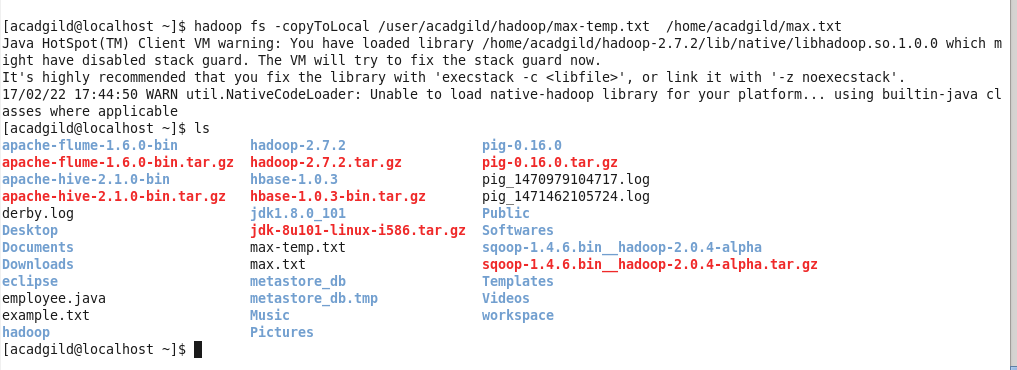 [acadgild@localhost ~]$ hadoop fs -copyToLocal /user/acadgild/hadoop/max-temp.txt  /home/acadgild/max.txt
Java HotSpot(TM) Client VM warning: You have loaded library /home/acadgild/hadoop-2.7.2/lib/native/libhadoop.so.1.0.0 which m
ight have disabled stack guard. The VM will try to fix the stack guard now.
It's highly recommended that you fix the library with 'execstack -c <libfile>', or link it with '-z noexecstack'.
17/02/22 17:44:50 WARN util.NativeCodeLoader: Unable to load native-hadoop library for your platform... using builtin-java cl
asses where applicable
[acadgild@localhost ~]$ ls
apache-flume-1.6.0-bin         hadoop-2.7.2                 pig-0.16.0
apache-flume-1.6.0-bin.tar.gz  hadoop-2.7.2.tar.gz          pig-0.16.0.tar.gz
apache-hive-2.1.0-bin          hbase-1.0.3                  pig_1470979104717.log
apache-hive-2.1.0-bin.tar.gz   hbase-1.0.3-bin.tar.gz       pig_1471462105724.log
derby.log                      jdk1.8.0_101                 Public
Desktop                        jdk-8u101-linux-i586.tar.gz  Softwares
Documents                      max-temp.txt                 sqoop-1.4.6.bin__hadoop-2.0.4-alpha
Downloads                      max.txt                      sqoop-1.4.6.bin__hadoop-2.0.4-alpha.tar.gz
eclipse                        metastore_db                 Templates
employee.java                  metastore_db.tmp             Videos
example.txt                    Music                        workspace
hadoop                         Pictures
[acadgild@localhost ~]$